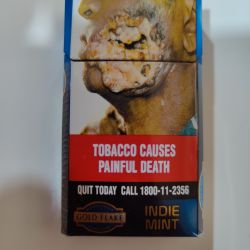 TOBACCO CAUSES
PAINFUL DEATH
QUIT TODAY CALL 1800-11-2356
GOLD FLAKE
INDIE
MINT